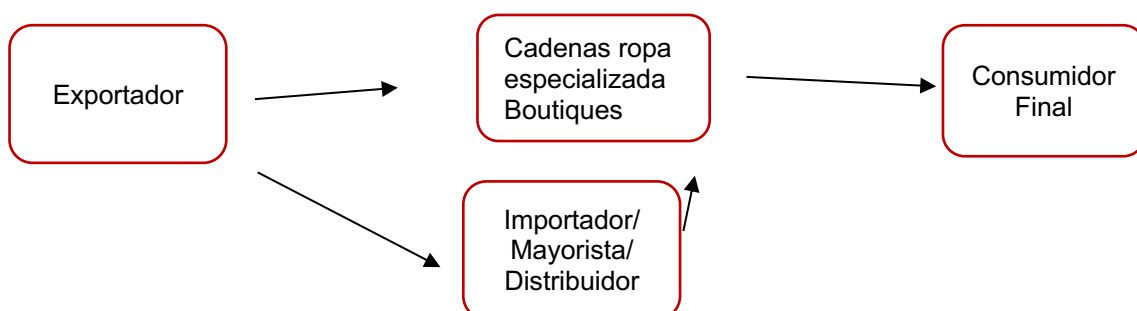 Exportador
Cadenas ropa
especializada
Boutiques
Consumidor
Final
Importador/
Mayorista/
Distribuidor